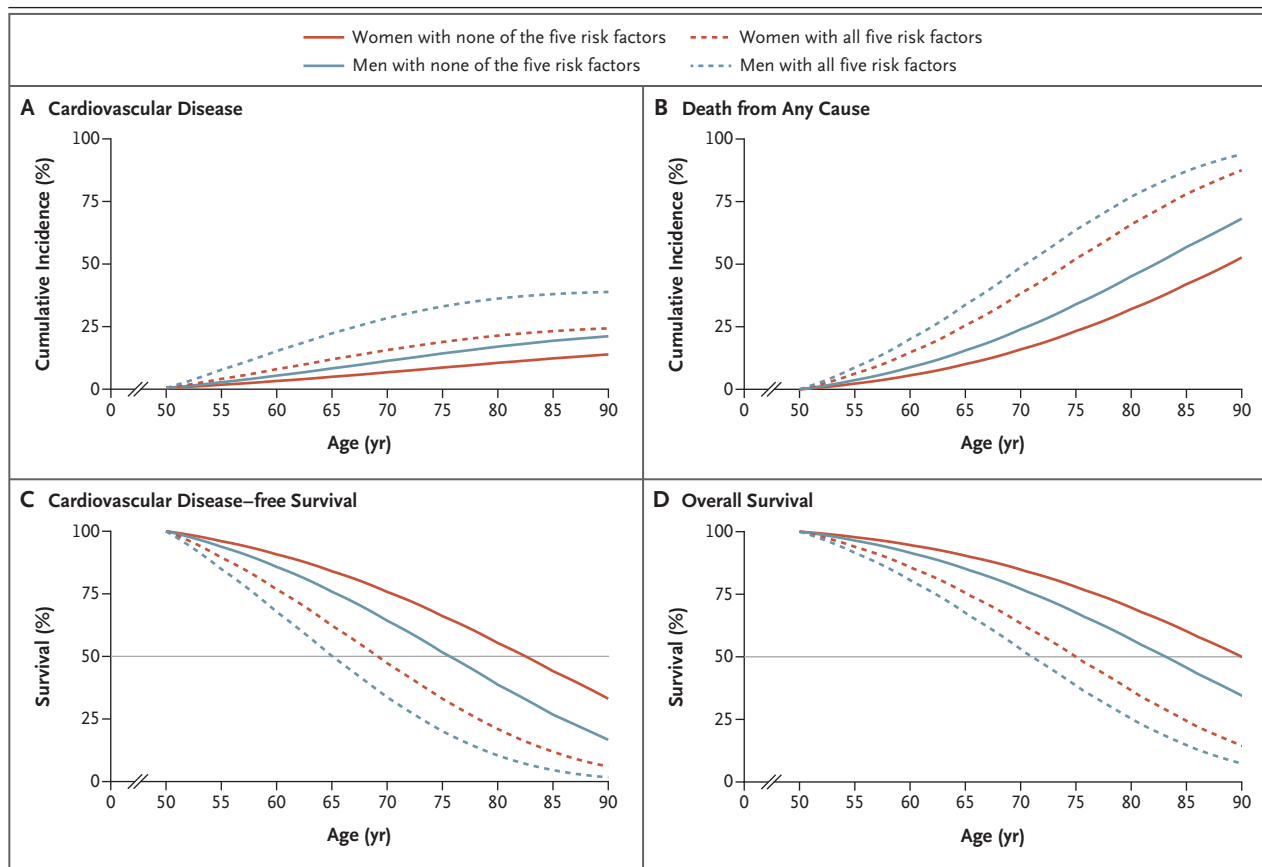 Women with none of the five risk factors Women with all five risk factors
Men with none of the five risk factors Men with all five risk factors
A Cardiovascular Disease
100
75
50
25
0
Cumulative Incidence (%)
0 50 55 60 65 70 75 80 85 90
Age (yr)
B Death from Any Cause
100
75
50
25
0
Cumulative Incidence (%)
0 50 55 60 65 70 75 80 85 90
Age (yr)
C Cardiovascular Disease–free Survival
100
75
50
25
0
Survival (%)
0 50 55 60 65 70 75 80 85 90
Age (yr)
D Overall Survival
100
75
50
25
0
Survival (%)
0 50 55 60 65 70 75 80 85 90
Age (yr)